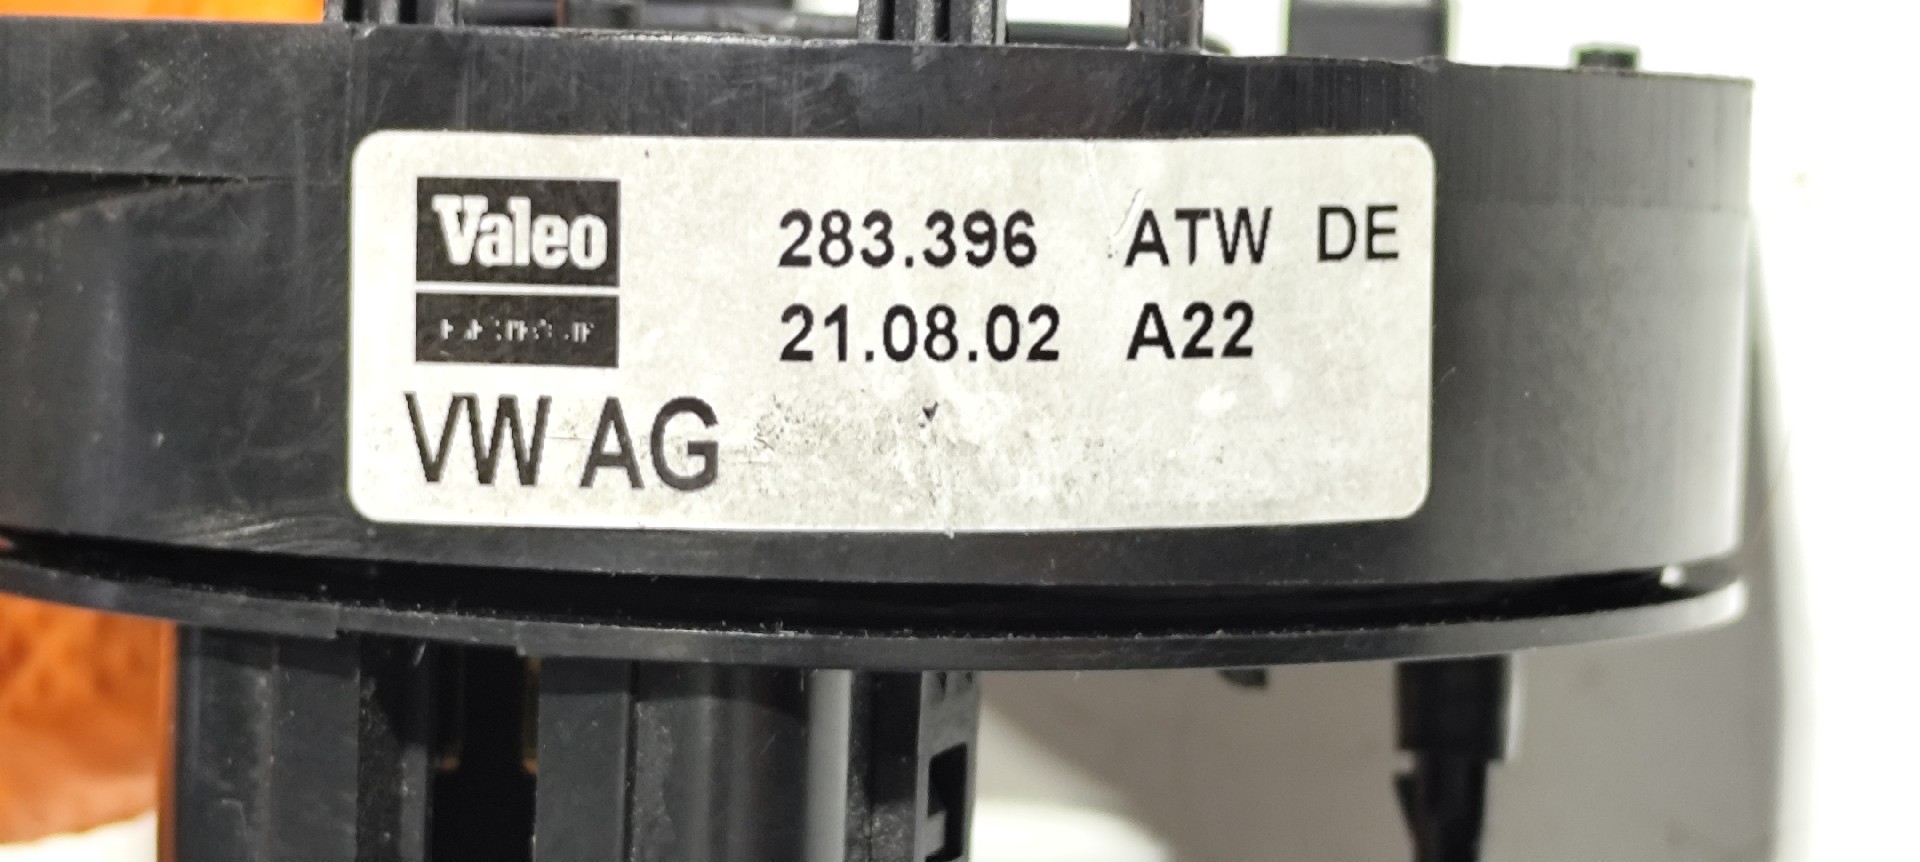 Valeo
283.396 ATW DE
21.08.02 A22
VW AG